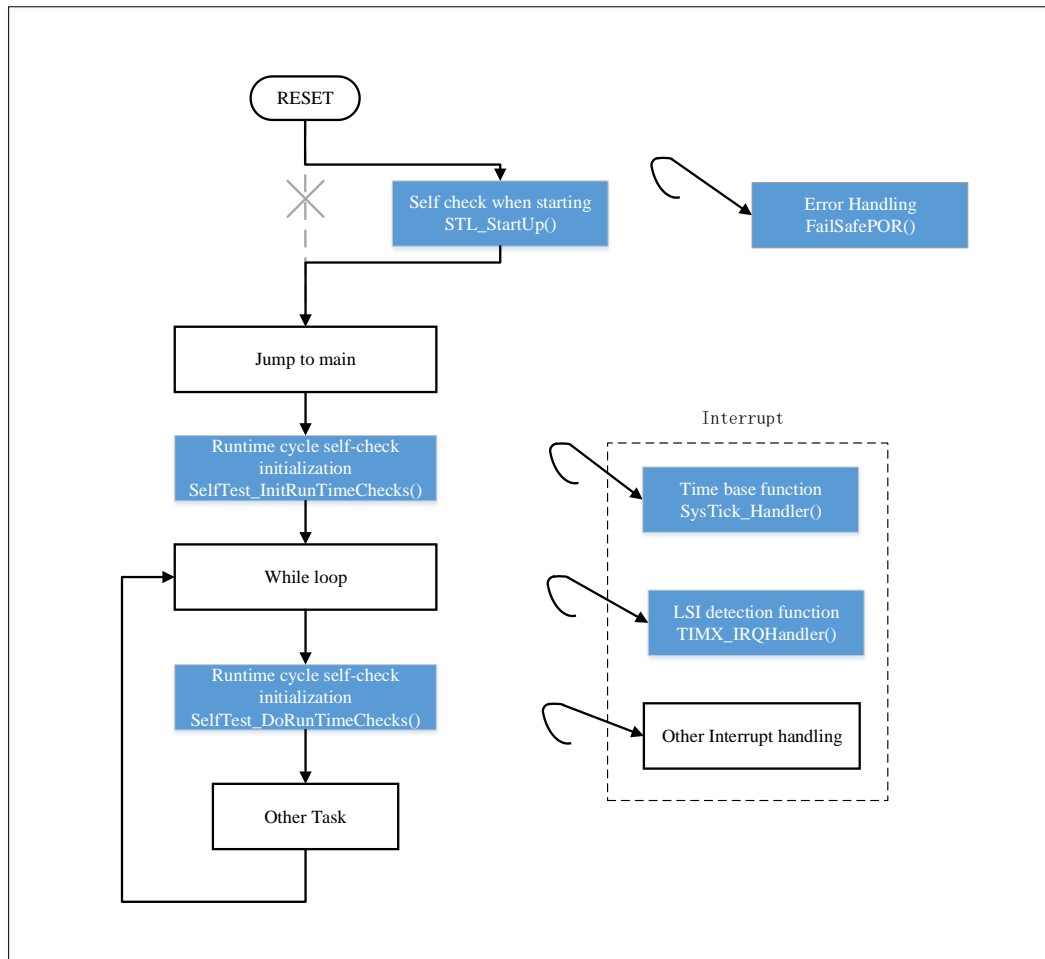 RESET
Self check when starting
STL_StartUp()
Error Handling
FailSafePOR()
Jump to main
Runtime cycle self-check
initialization
SelfTest_InitRunTimeChecks()
While loop
Runtime cycle self-check
initialization
SelfTest_DoRunTimeChecks()
Other Task
Interrupt
Time base function
SysTick_Handler()
LSI detection function
TIMX_IRQHandler()
Other Interrupt handling